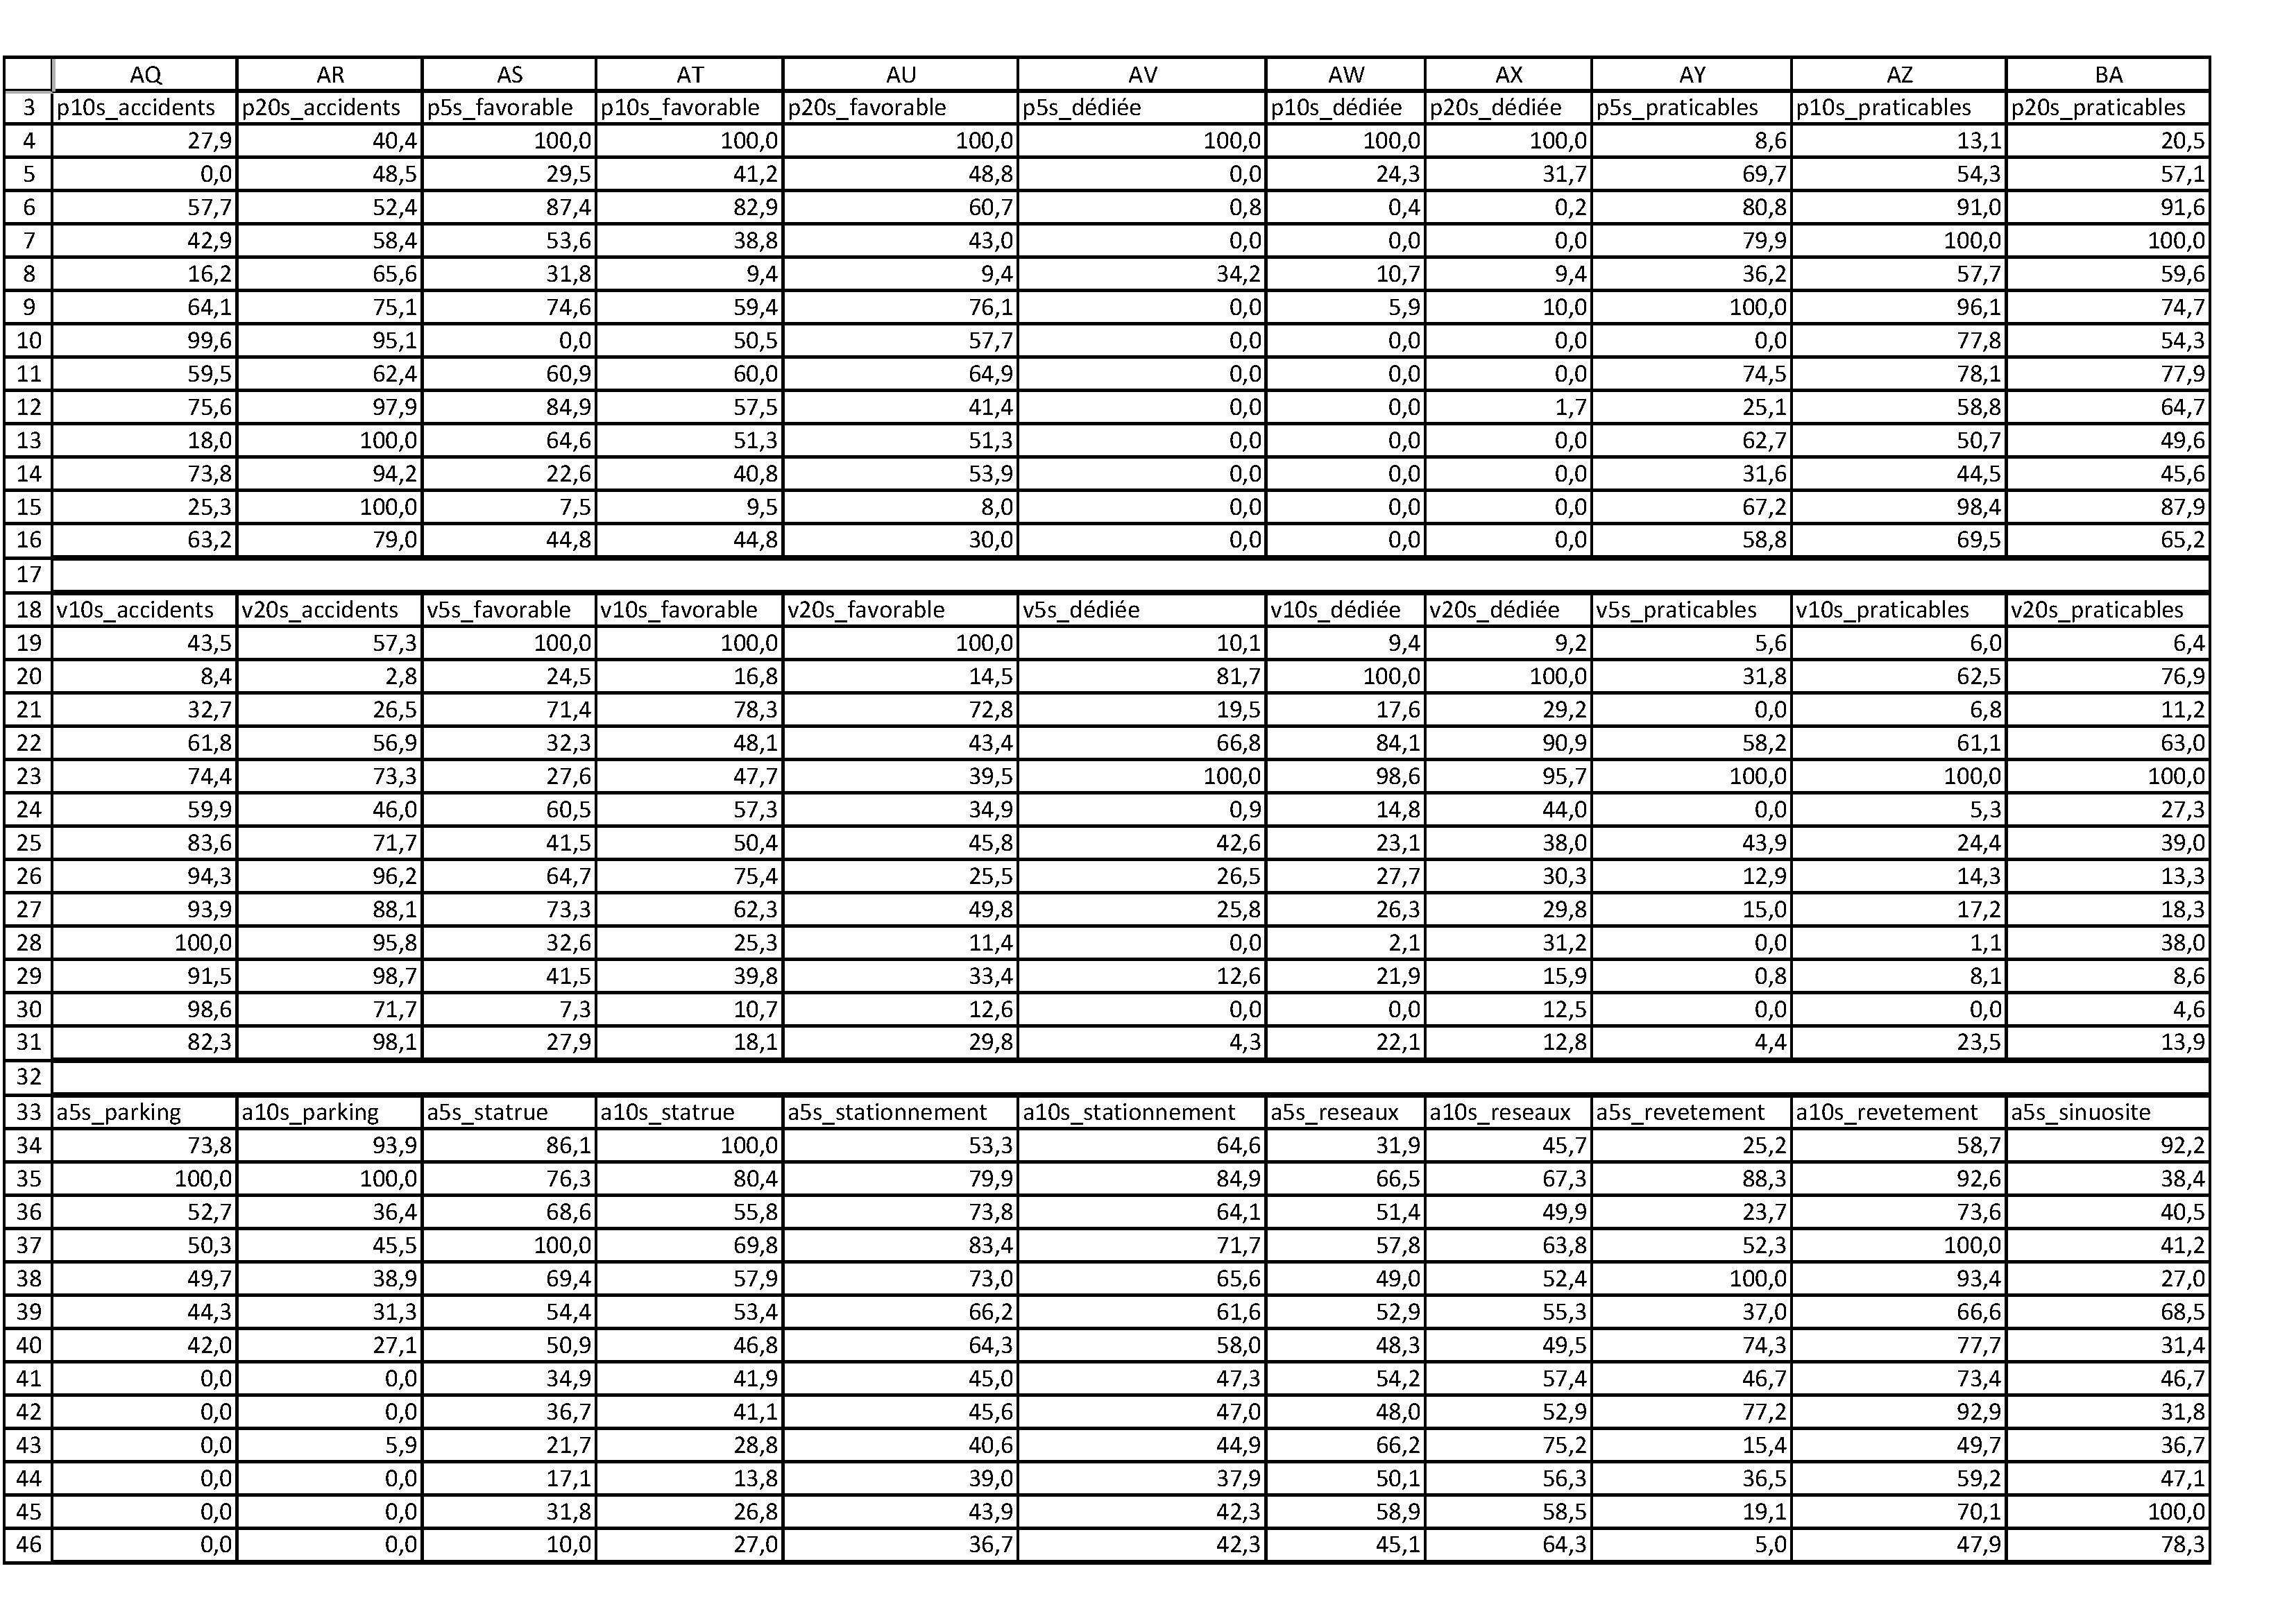 AQ AR AS AT AU AV AW AX AY AZ BA
3 p10s_accidents p20s_accidents p5s_favorable p10s_favorable p20s_favorable p5s_dédiée p10s_dédiée p20s_dédiée p5s_praticables p10s_praticables p20s_praticables
4 27,9 40,4 100,0 100,0 100,0 100,0 100,0 100,0 8,6 13,1 20,5
5 0,0 48,5 29,5 41,2 48,8 0,0 24,3 31,7 69,7 54,3 57,1
6 57,7 52,4 87,4 82,9 60,7 0,8 0,4 0,2 80,8 91,0 91,6
7 42,9 58,4 53,6 38,8 43,0 0,0 0,0 0,0 79,9 100,0 100,0
8 16,2 65,6 31,8 9,4 9,4 34,2 10,7 9,4 36,2 57,7 59,6
9 64,1 75,1 74,6 59,4 76,1 0,0 5,9 10,0 100,0 96,1 74,7
10 99,6 95,1 0,0 50,5 57,7 0,0 0,0 0,0 0,0 77,8 54,3
11 59,5 62,4 60,9 60,0 64,9 0,0 0,0 0,0 74,5 78,1 77,9
12 75,6 97,9 84,9 57,5 41,4 0,0 0,0 1,7 25,1 58,8 64,7
13 18,0 100,0 64,6 51,3 51,3 0,0 0,0 0,0 62,7 50,7 49,6
14 73,8 94,2 22,6 40,8 53,9 0,0 0,0 0,0 31,6 44,5 45,6
15 25,3 100,0 7,5 9,5 8,0 0,0 0,0 0,0 67,2 98,4 87,9
16 63,2 79,0 44,8 44,8 30,0 0,0 0,0 0,0 58,8 69,5 65,2
17
18 v10s_accidents v20s_accidents v5s_favorable v10s_favorable v20s_favorable v5s_dédiée v10s_dédiée v20s_dédiée v5s_praticables v10s_praticables v20s_praticables
19 43,5 57,3 100,0 100,0 100,0 10,1 9,4 9,2 5,6 6,0 6,4
20 8,4 2,8 24,5 16,8 14,5 81,7 100,0 100,0 31,8 62,5 76,9
21 32,7 26,5 71,4 78,3 72,8 19,5 17,6 29,2 0,0 6,8 11,2
22 61,8 56,9 32,3 48,1 43,4 66,8 84,1 90,9 58,2 61,1 63,0
23 74,4 73,3 27,6 47,7 39,5 100,0 98,6 95,7 100,0 100,0 100,0
24 59,9 46,0 60,5 57,3 34,9 0,9 14,8 44,0 0,0 5,3 27,3
25 83,6 71,7 41,5 50,4 45,8 42,6 23,1 38,0 43,9 24,4 39,0
26 94,3 96,2 64,7 75,4 25,5 26,5 27,7 30,3 12,9 14,3 13,3
27 93,9 88,1 73,3 62,3 49,8 25,8 26,3 29,8 15,0 17,2 18,3
28 100,0 95,8 32,6 25,3 11,4 0,0 2,1 31,2 0,0 1,1 38,0
29 91,5 98,7 41,5 39,8 33,4 12,6 21,9 15,9 0,8 8,1 8,6
30 98,6 71,7 7,3 10,7 12,6 0,0 0,0 12,5 0,0 0,0 4,6
31 82,3 98,1 27,9 18,1 29,8 4,3 22,1 12,8 4,4 23,5 13,9
32
33 a5s_parking a10s_parking a5s_statrue a10s_statrue a5s_stationnement a10s_stationnement a5s_reseaux a10s_reseaux a5s_revetement a10s_revetement a5s_sinuosite
34 73,8 93,9 86,1 100,0 53,3 64,6 31,9 45,7 25,2 58,7 92,2
35 100,0 100,0 76,3 80,4 79,9 84,9 66,5 67,3 88,3 92,6 38,4
36 52,7 36,4 68,6 55,8 73,8 64,1 51,4 49,9 23,7 73,6 40,5
37 50,3 45,5 100,0 69,8 83,4 71,7 57,8 63,8 52,3 100,0 41,2
38 49,7 38,9 69,4 57,9 73,0 65,6 49,0 52,4 100,0 93,4 27,0
39 44,3 31,3 54,4 53,4 66,2 61,6 52,9 55,3 37,0 66,6 68,5
40 42,0 27,1 50,9 46,8 64,3 58,0 48,3 49,5 74,3 77,7 31,4
41 0,0 0,0 34,9 41,9 45,0 47,3 54,2 57,4 46,7 73,4 46,7
42 0,0 0,0 36,7 41,1 45,6 47,0 48,0 52,9 77,2 92,9 31,8
43 0,0 5,9 21,7 28,8 40,6 44,9 66,2 75,2 15,4 49,7 36,7
44 0,0 0,0 17,1 13,8 39,0 37,9 50,1 56,3 36,5 59,2 47,1
45 0,0 0,0 31,8 26,8 43,9 42,3 58,9 58,5 19,1 70,1 100,0
46 0,0 0,0 10,0 27,0 36,7 42,3 45,1 64,3 5,0 47,9 78,3